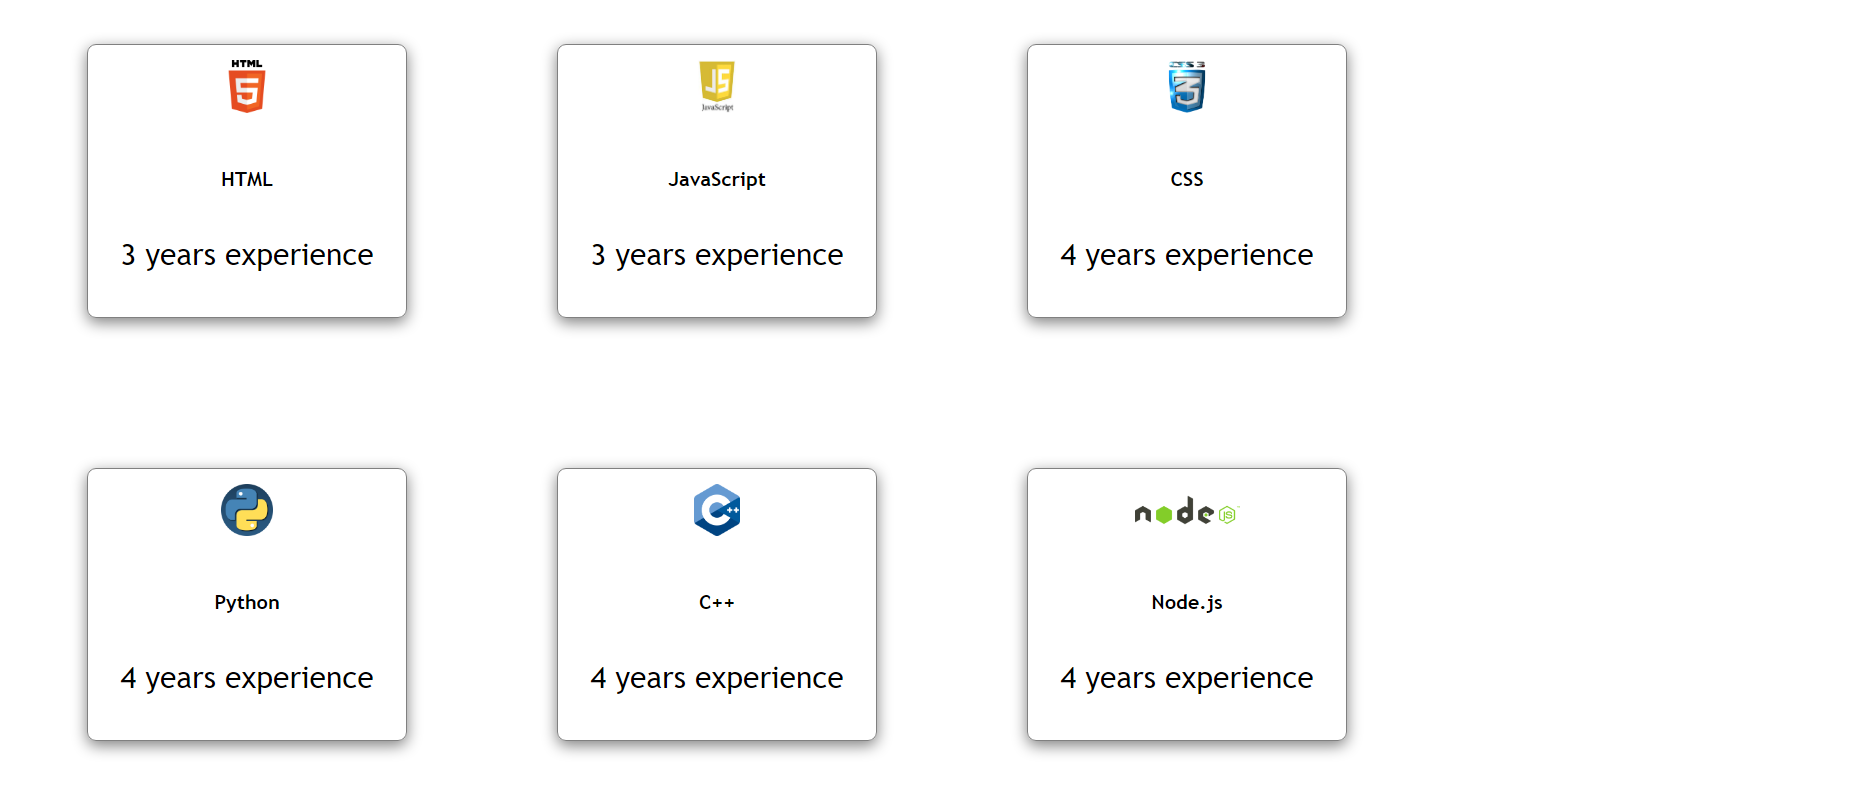 HTML
5
HTML
3 years experience
JS
JavaScript
JavaScript
3 years experience
3
CSS
4 years experience
Python
4 years experience
C++
C++
4 years experience
node JS
Node.js
4 years experience